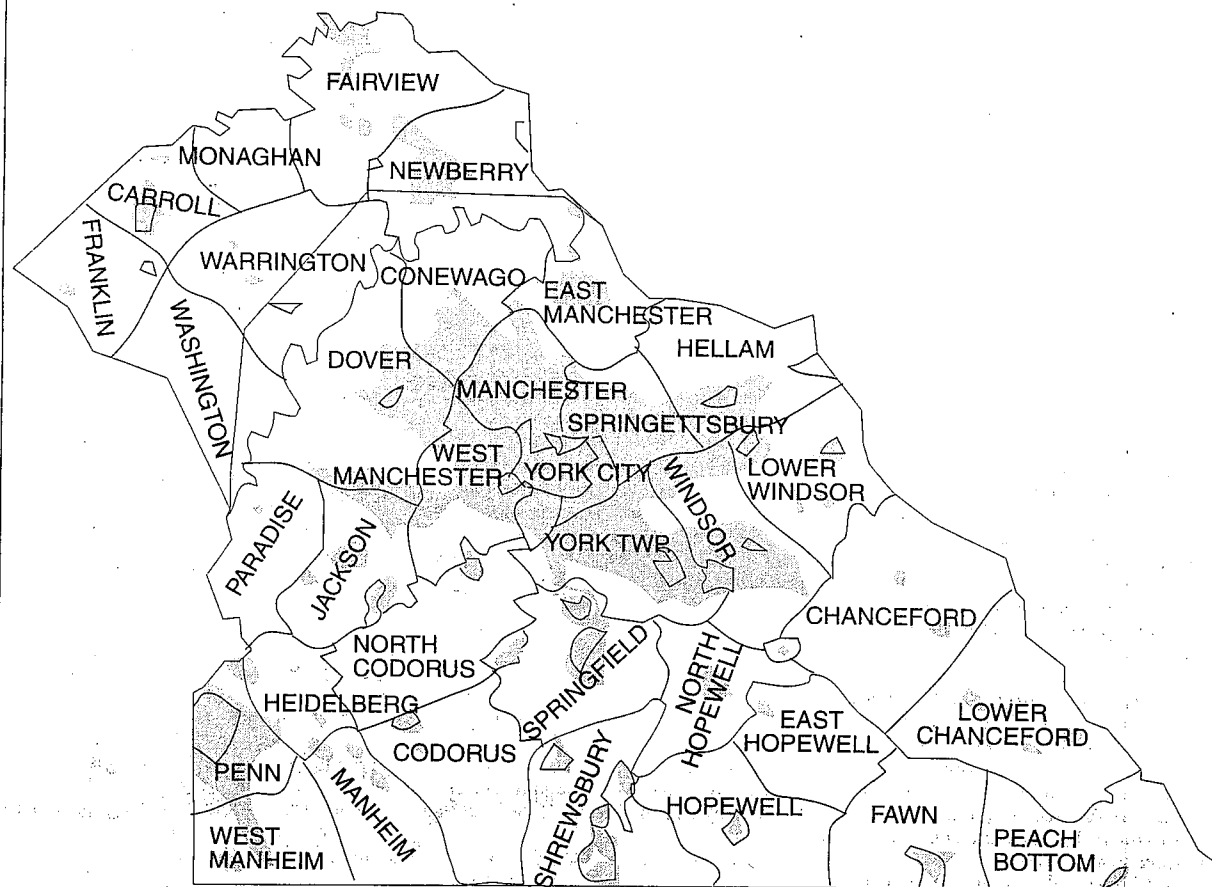 FAIRVIEW
MONAGHAN
NEWBERRY
CARROLL
FRANKLIN
WARRINGTON
CONEWAGO
EAST
MANCHESTER
WASHINGTON
DOVER
HELLAM
MANCHESTER
SPRINGETTSBURY
WEST
MANCHESTER
YORK CITY
WINDSOR
LOWER
WINDSOR
PARADISE
JACKSON
YORK TWP
CHANCEFORD
NORTH
CODORUS
SPRINGFIELD
NORTH
HOPEWELL
HEIDELBERG
EAST
HOPEWELL
LOWER
CHANCEFORD
CODORUS
PENN
MANHEIM
SHREWSBURY
HOPEWELL
FAWN
WEST
MANHEIM
PEACH
BOTTOM